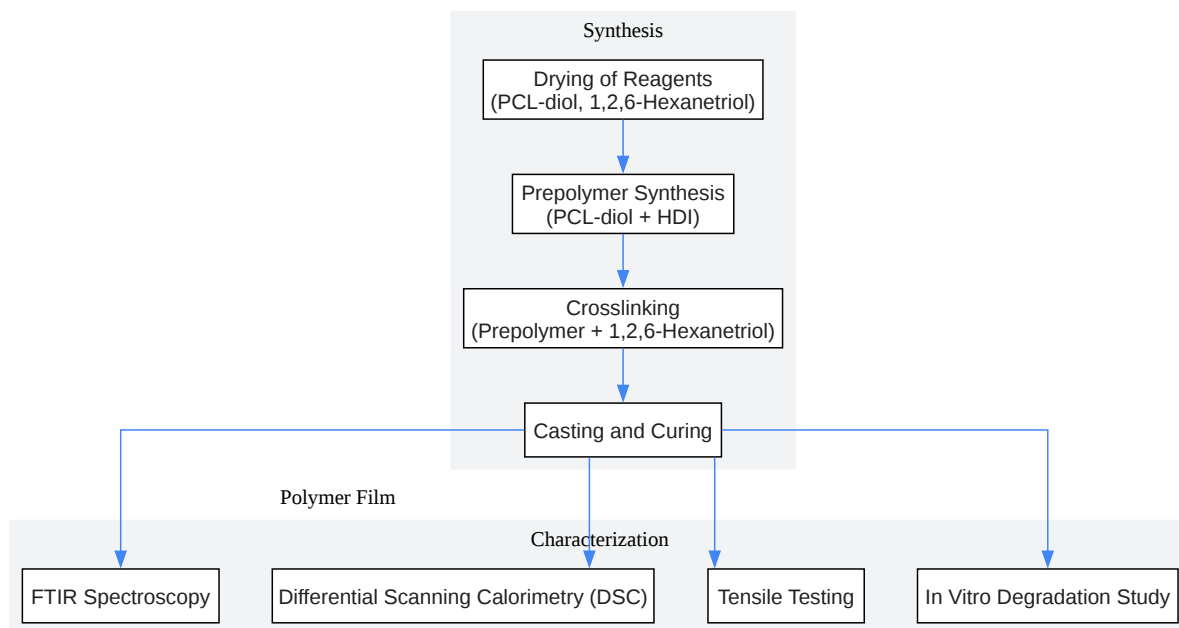 Synthesis
Drying of Reagents
(PCL-diol, 1,2,6-Hexanetriol)
Prepolymer Synthesis
(PCL-diol + HDI)
Crosslinking
(Prepolymer + 1,2,6-Hexanetriol)
Casting and Curing
Polymer Film
Characterization
FTIR Spectroscopy
Differential Scanning Calorimetry (DSC)
Tensile Testing
In Vitro Degradation Study